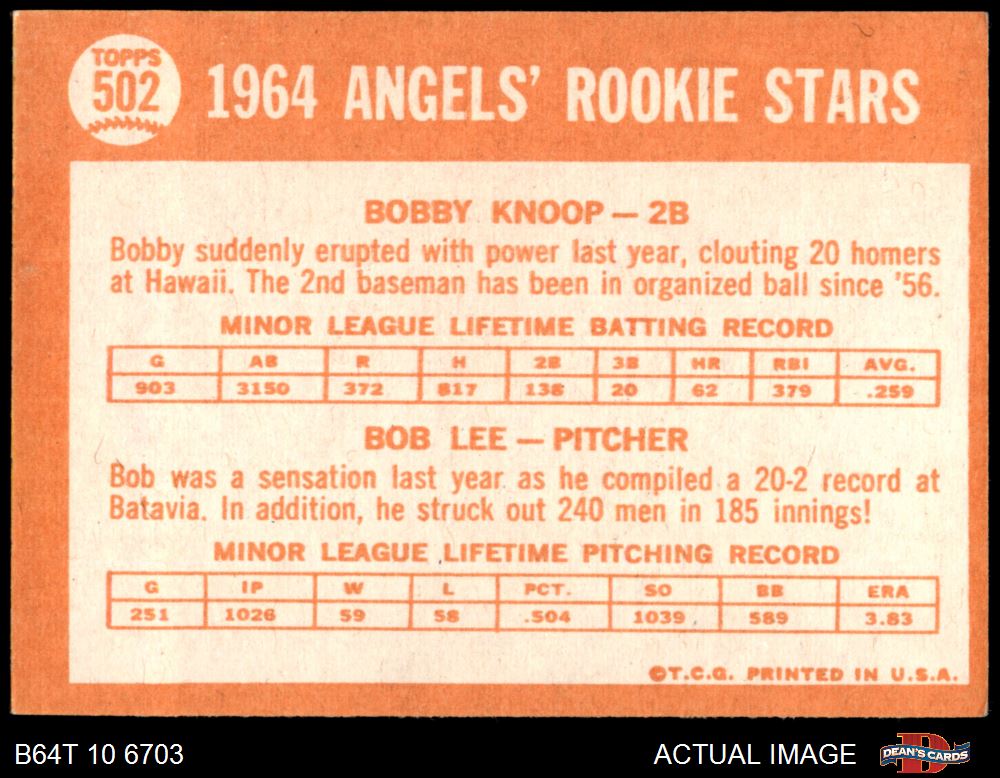 TOPPS
502
1964 ANGELS' ROOKIE STARS
BOBBY KNOOP — 2B
Bobby suddenly erupted with power last year, clouting 20 homers
at Hawaii. The 2nd baseman has been in organized ball since '56.
MINOR LEAGUE LIFETIME BATTING RECORD
G AB R H 2B 3B HR RBI AVG.
903 3150 372 817 138 20 62 379 .259
BOB LEE — PITCHER
Bob was a sensation last year as he compiled a 20-2 record at
Batavia. In addition, he struck out 240 men in 185 innings!
MINOR LEAGUE LIFETIME PITCHING RECORD
G IP W L PCT. SO BB ERA
251 1026 59 58 .504 1039 589 3.83
©T.C.G. PRINTED IN U.S.A.
B64T 10 6703 ACTUAL IMAGE
DEAN'S CARDS